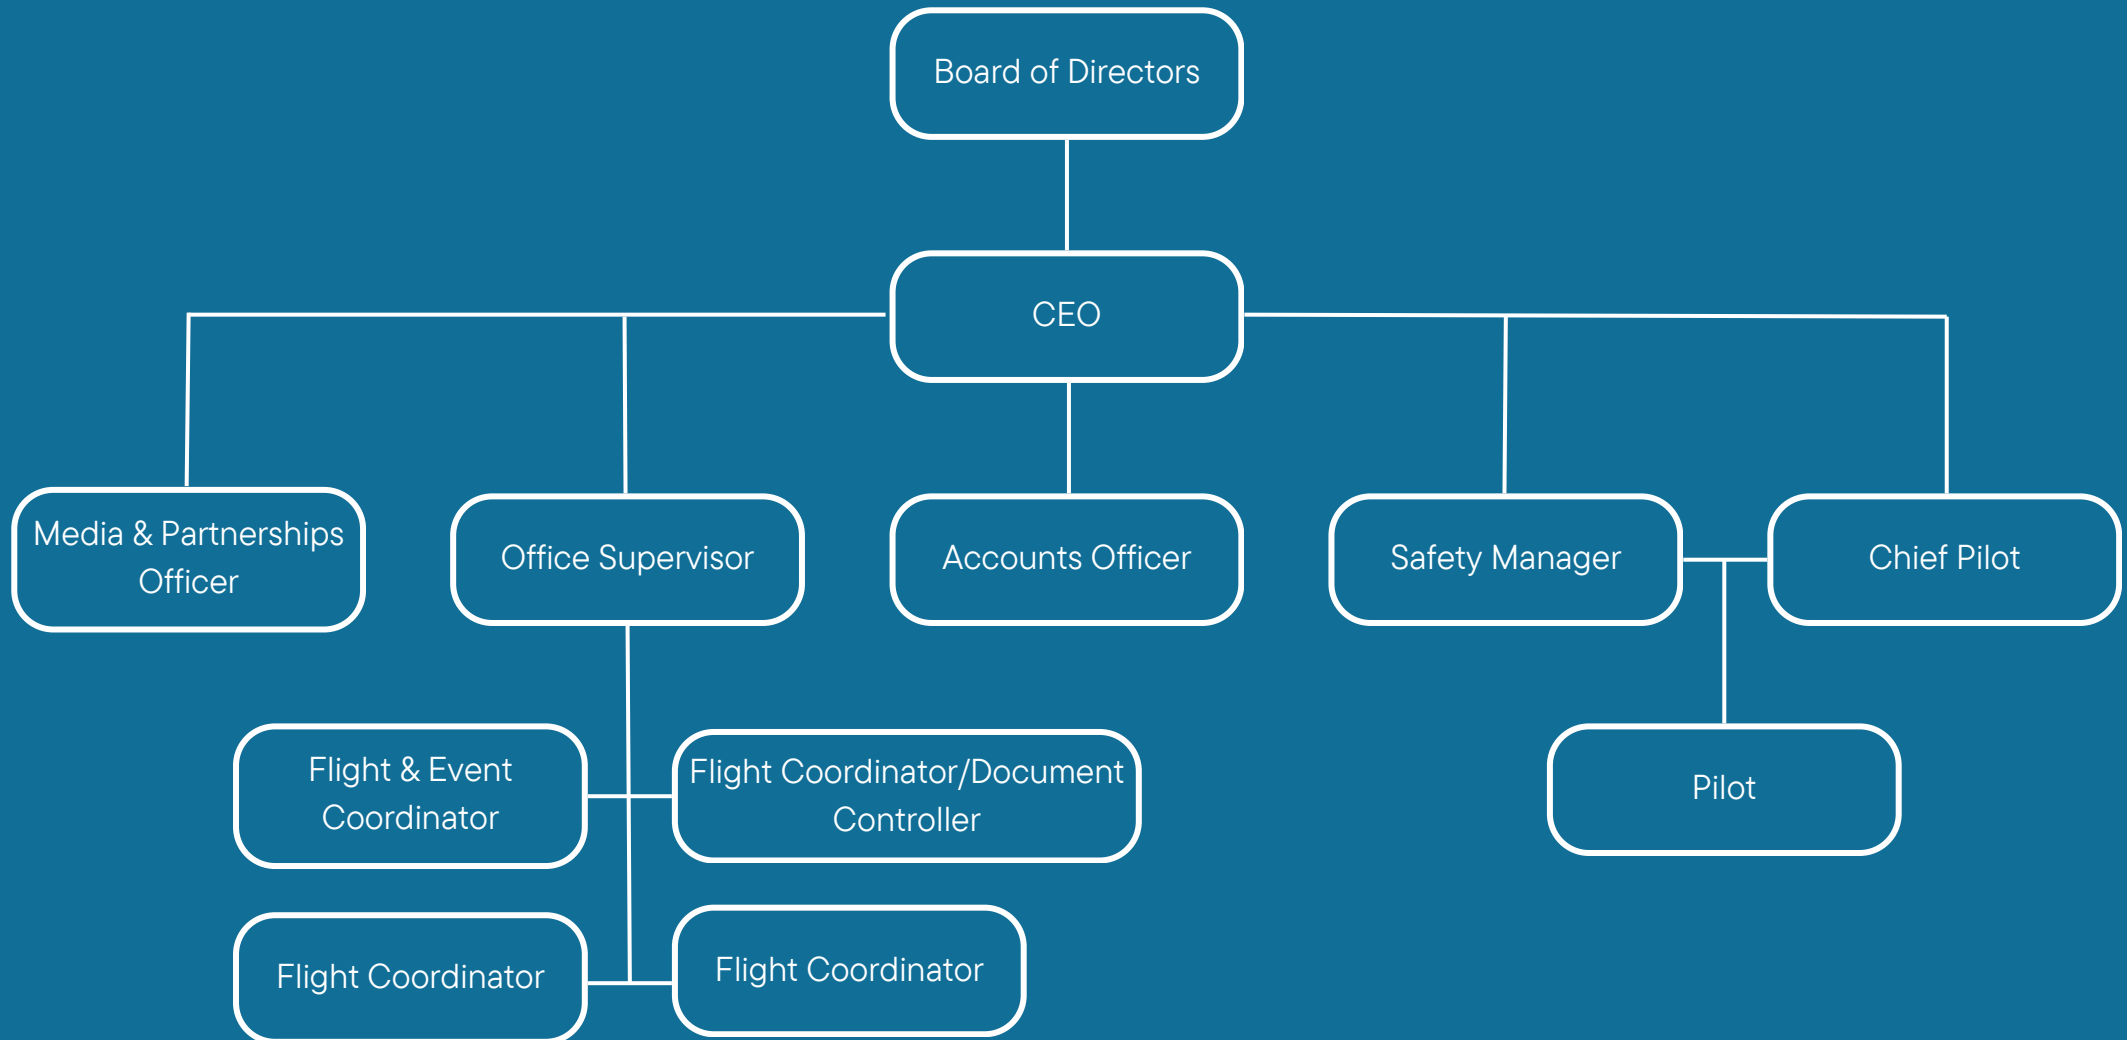 Board of Directors
CEO
Media & Partnerships
Officer
Office Supervisor
Accounts Officer
Safety Manager
Chief Pilot
Flight & Event
Coordinator
Flight Coordinator/Document
Controller
Pilot
Flight Coordinator
Flight Coordinator